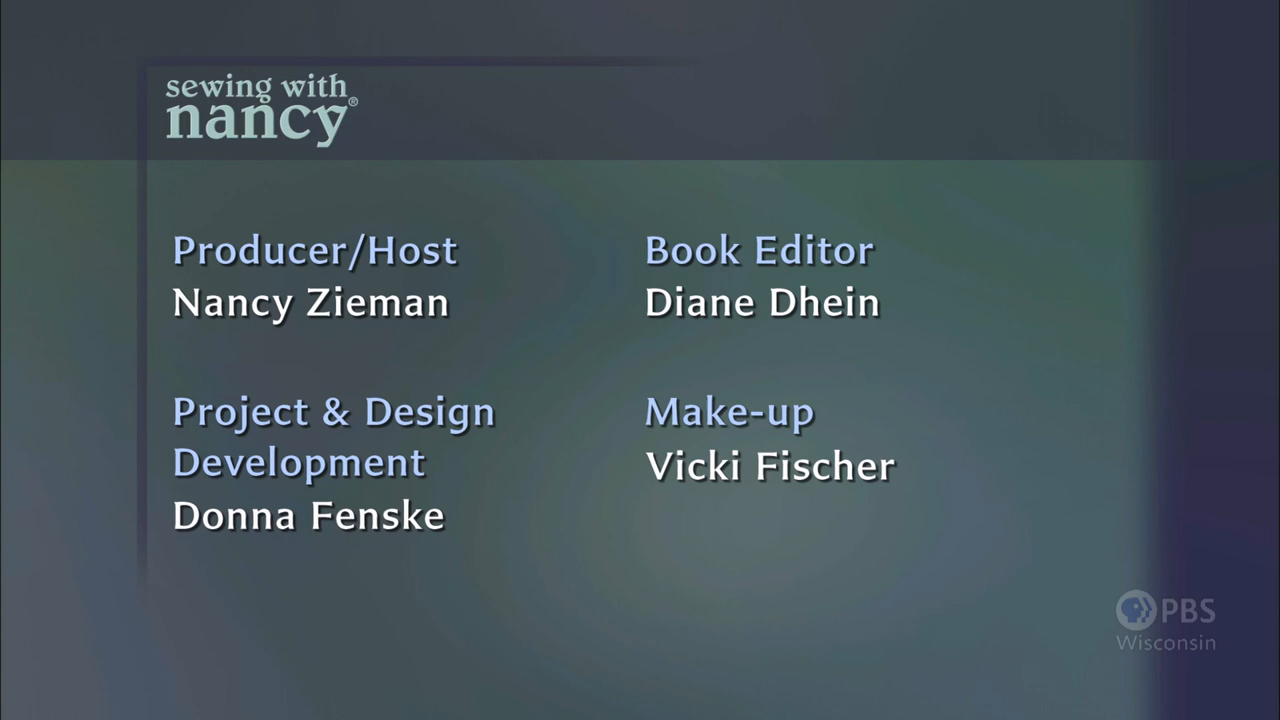 sewing with
nancy®
Producer/Host
Nancy Zieman
Project & Design
Development
Donna Fenske
Book Editor
Diane Dhein
Make-up
Vicki Fischer
PBS
Wisconsin